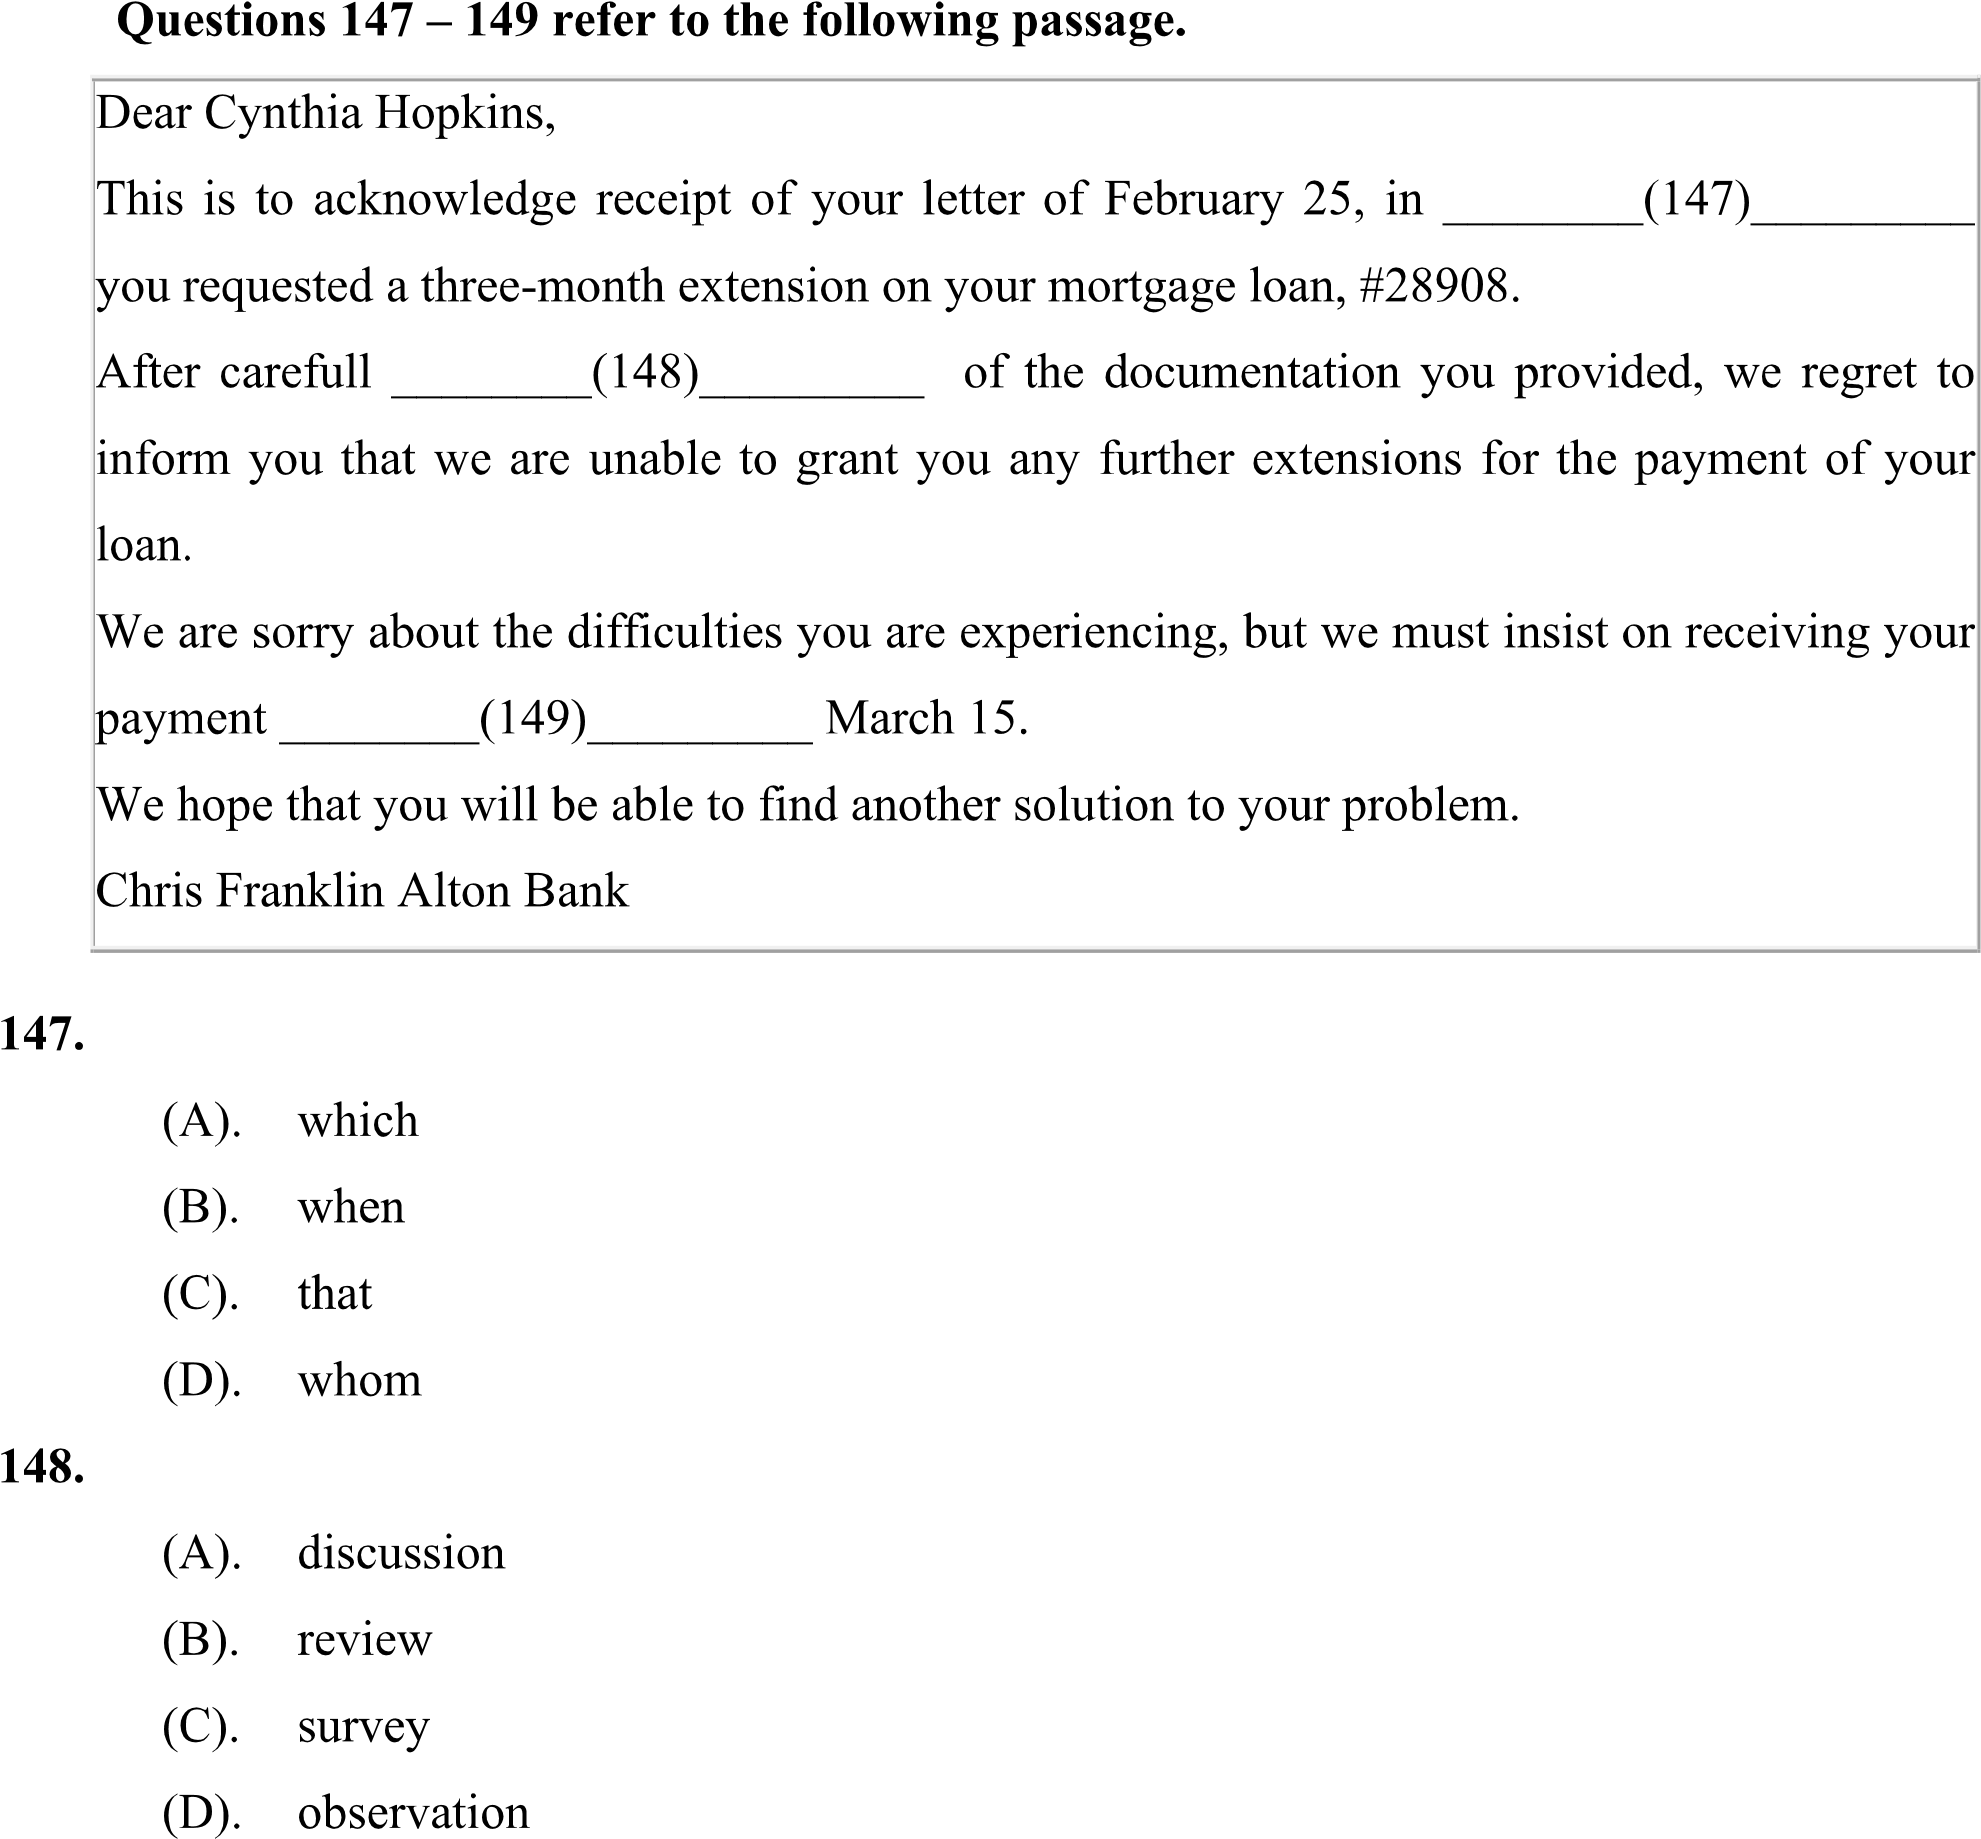 Questions 147 – 149 refer to the following passage.
Dear Cynthia Hopkins,
This is to acknowledge receipt of your letter of February 25, in ________(147)_________
you requested a three-month extension on your mortgage loan, #28908.
After carefull ________(148)_________ of the documentation you provided, we regret to
inform you that we are unable to grant you any further extensions for the payment of your
loan.
We are sorry about the difficulties you are experiencing, but we must insist on receiving your
payment ________(149)_________ March 15.
We hope that you will be able to find another solution to your problem.
Chris Franklin Alton Bank
147.
(A). which
(B). when
(C). that
(D). whom
148.
(A). discussion
(B). review
(C). survey
(D). observation